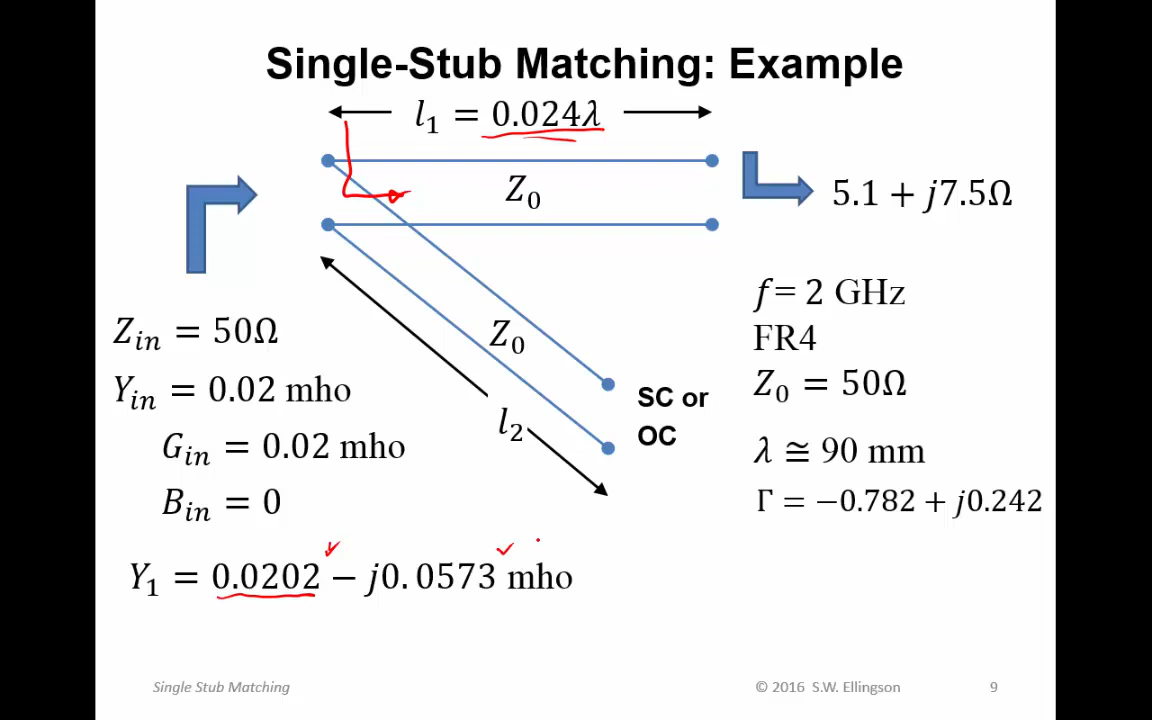 Single-Stub Matching: Example
l₁ = 0.024λ
Z₀
5.1 + j7.5Ω
f= 2 GHz
FR4
Z₀ = 50Ω
λ ≅ 90 mm
Γ = −0.782 + j0.242
Z₀
SC or
OC
l₂
Zᵢₙ = 50Ω
Yᵢₙ = 0.02 mho
Gᵢₙ = 0.02 mho
Bᵢₙ = 0
Y₁ = 0.0202 − j0.0573 mho
Single Stub Matching
© 2016 S.W. Ellingson
9